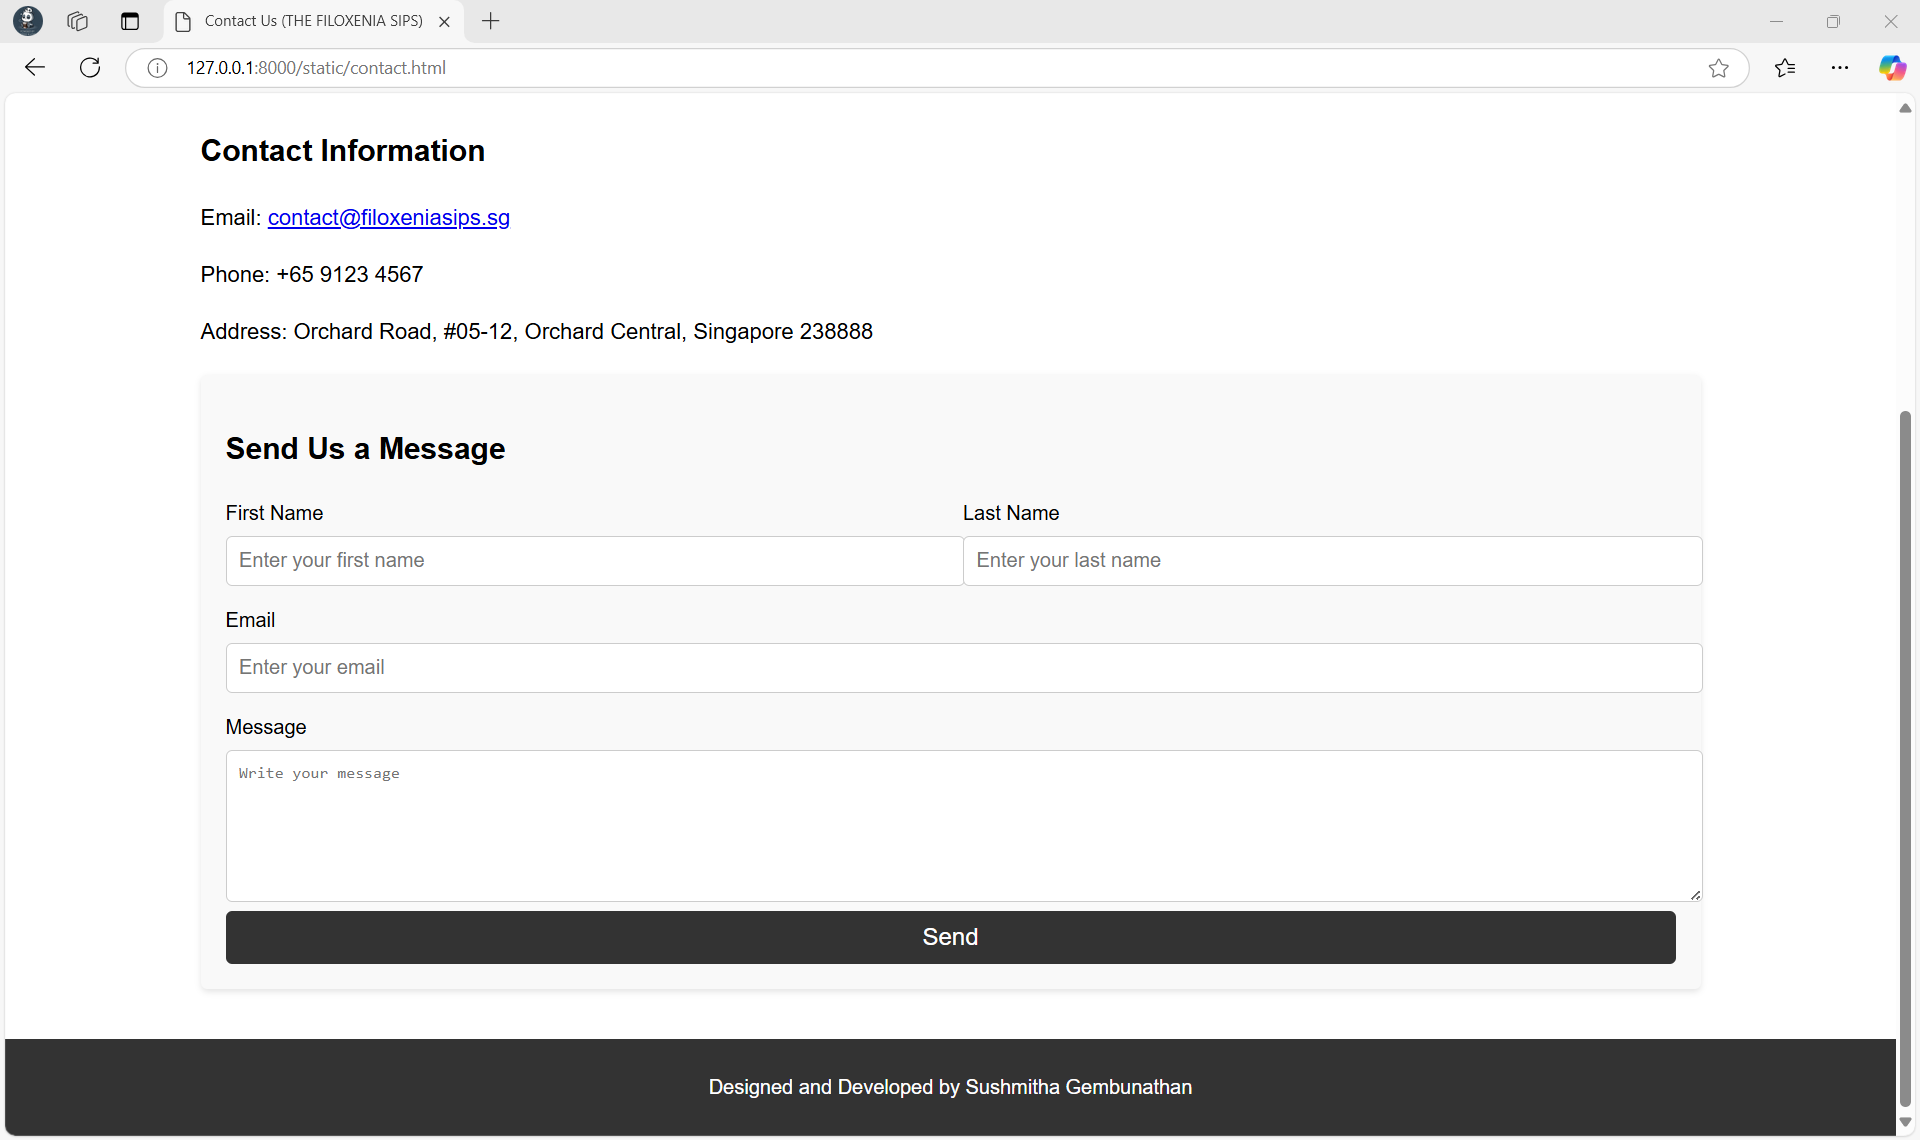 Contact Us (THE FILOXENIA SIPS)
127.0.0.1:8000/static/contact.html
Contact Information
Email: contact@filoxeniasips.sg
Phone: +65 9123 4567
Address: Orchard Road, #05-12, Orchard Central, Singapore 238888
Send Us a Message
First Name Last Name
Enter your first name Enter your last name
Email
Enter your email
Message
Write your message
Send
Designed and Developed by Sushmitha Gembunathan